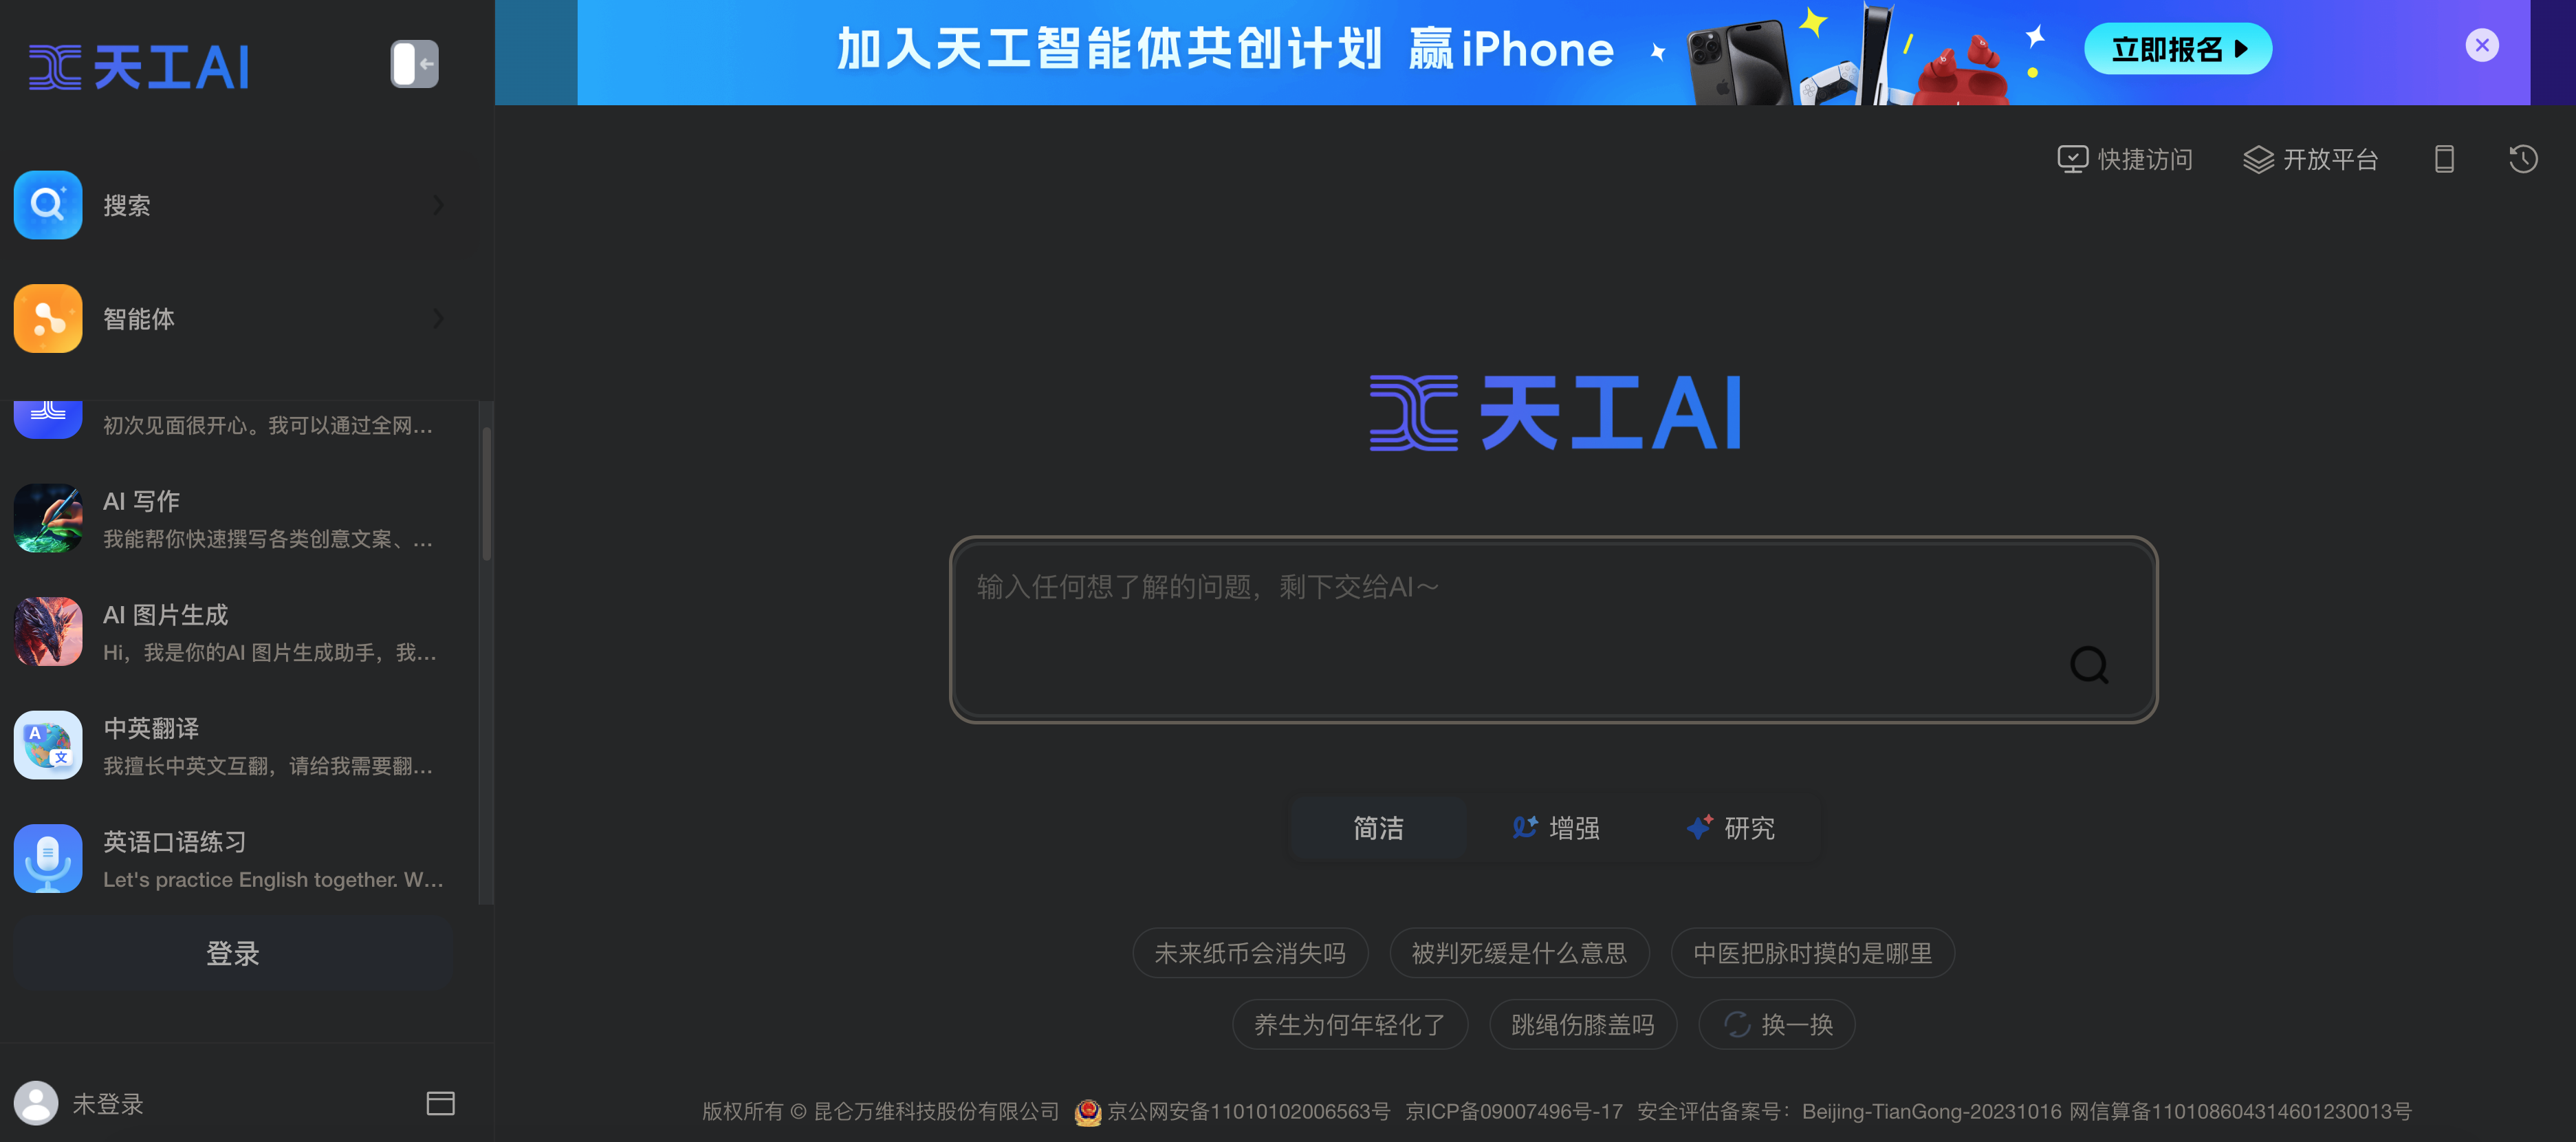 天工AI
搜索
智能体
初次见面很开心。我可以通过全网...
AI 写作
我能帮你快速撰写各类创意文案、...
AI 图片生成
Hi，我是你的AI 图片生成助手，我...
中英翻译
我擅长中英文互翻，请给我需要翻...
英语口语练习
Let's practice English together. W...
登录
未登录
加入天工智能体共创计划 赢iPhone
立即报名
快捷访问
开放平台
天工AI
输入任何想了解的问题，剩下交给AI～
简洁
增强
研究
未来纸币会消失吗
被判死缓是什么意思
中医把脉时摸的是哪里
养生为何年轻化了
跳绳伤膝盖吗
换一换
版权所有 © 昆仑万维科技股份有限公司 京公网安备11010102006563号 京ICP备09007496号-17 安全评估备案号：Beijing-TianGong-20231016 网信算备110108604314601230013号